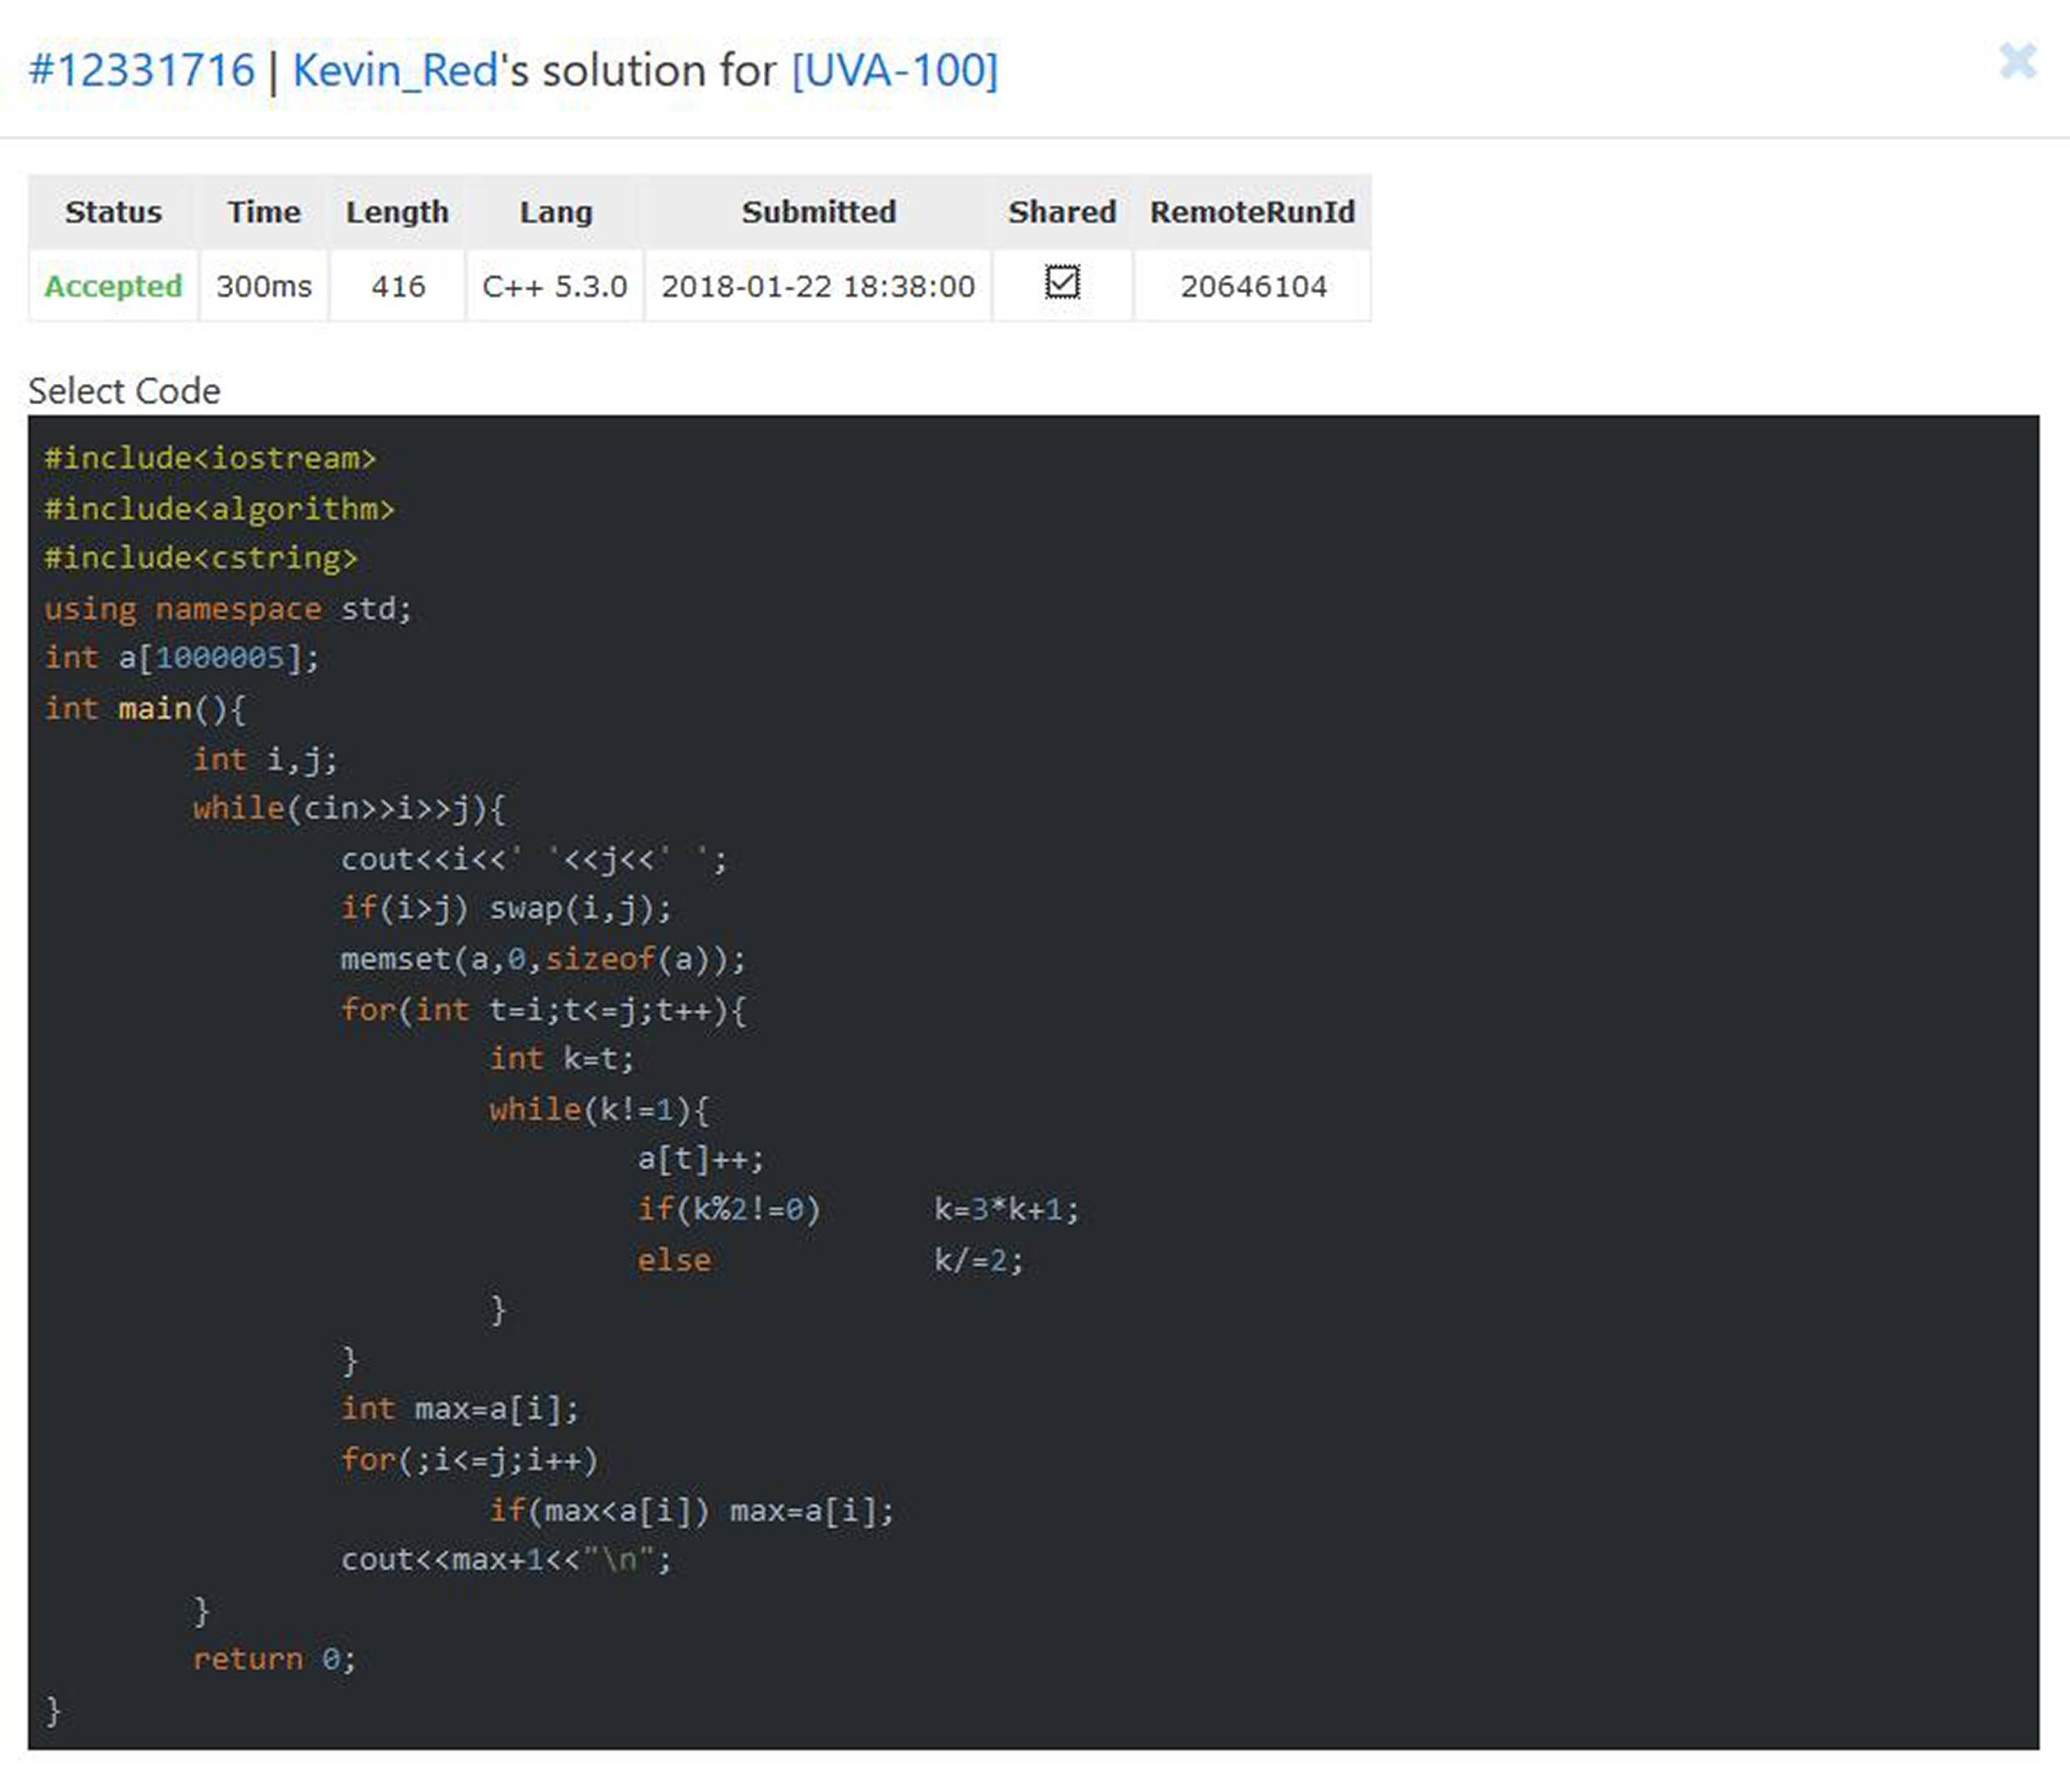 #12331716 | Kevin_Red's solution for [UVA-100]
Status Time Length Lang Submitted Shared RemoteRunId
Accepted 300ms 416 C++ 5.3.0 2018-01-22 18:38:00 20646104
Select Code
#include<iostream>
#include<algorithm>
#include<cstring>
using namespace std;
int a[1000005];
int main(){
int i,j;
while(cin>>i>>j){
cout<<i<<' '<<j<<' ';
if(i>j) swap(i,j);
memset(a,0,sizeof(a));
for(int t=i;t<=j;t++){
int k=t;
while(k!=1){
a[t]++;
if(k%2!=0) k=3*k+1;
else k/=2;
}
}
int max=a[i];
for(;i<=j;i++)
if(max<a[i]) max=a[i];
cout<<max+1<<"\n";
}
return 0;
}